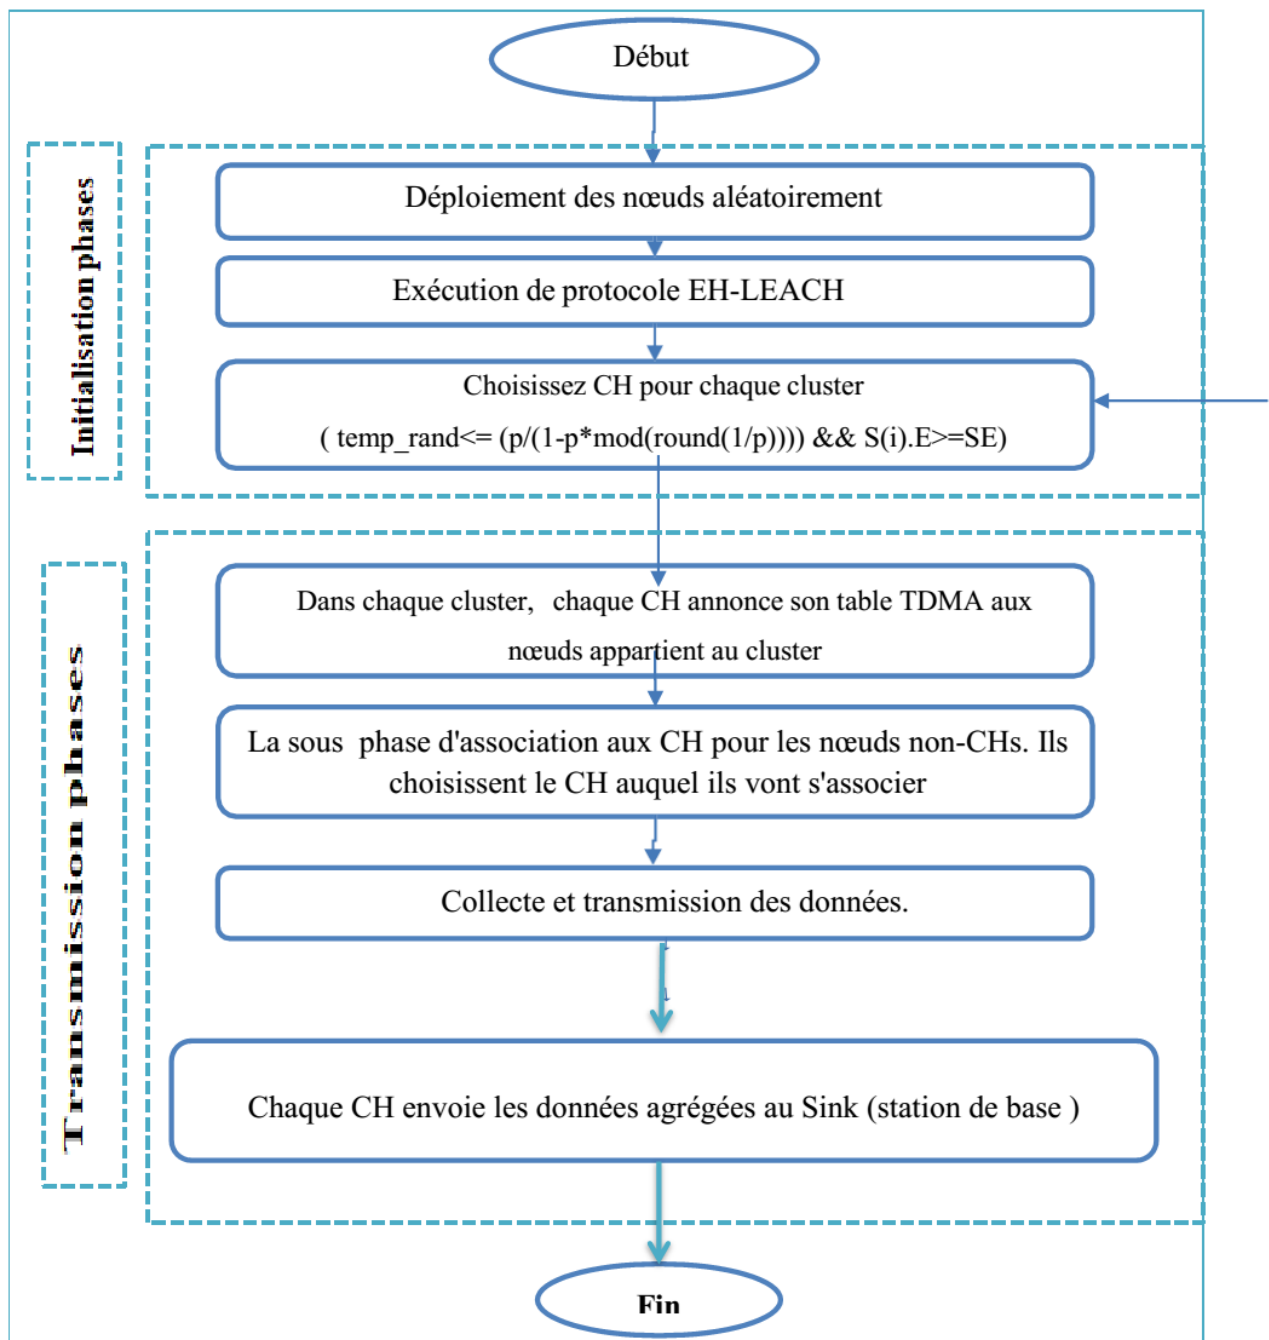 Début
Initialisation phases
Déploiement des nœuds aléatoirement
Exécution de protocole EH-LEACH
Choisissez CH pour chaque cluster
( temp_rand<= (p/(1-p*mod(round(1/p)))) && S(i).E>=SE)
Transmission phases
Dans chaque cluster, chaque CH annonce son table TDMA aux
nœuds appartient au cluster
La sous phase d'association aux CH pour les nœuds non-CHs. Ils
choisissent le CH auquel ils vont s'associer
Collecte et transmission des données.
Chaque CH envoie les données agrégées au Sink (station de base )
Fin